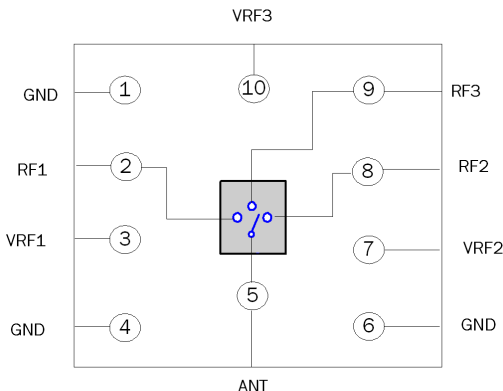 VRF3
GND 1 10 9 RF3
RF1 2 8 RF2
VRF1 3 7 VRF2
5
GND 4 6 GND
ANT